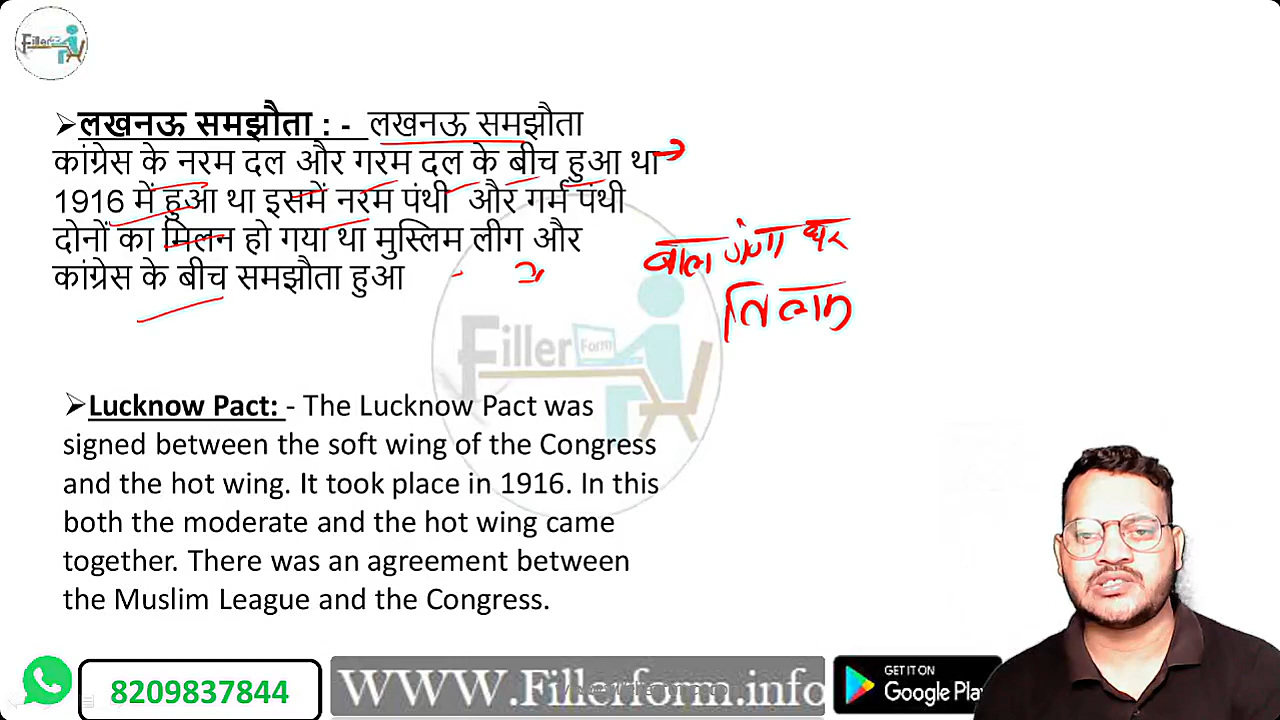 Fillerform
➢लखनऊ समझौता : - लखनऊ समझौता
कांग्रेस के नरम दल और गरम दल के बीच हुआ था
1916 में हुआ था इसमें नरम पंथी और गर्म पंथी
दोनों का मिलन हो गया था मुस्लिम लीग और
कांग्रेस के बीच समझौता हुआ
बाल गंगा धर
तिलक
Filler Form
➢Lucknow Pact: - The Lucknow Pact was
signed between the soft wing of the Congress
and the hot wing. It took place in 1916. In this
both the moderate and the hot wing came
together. There was an agreement between
the Muslim League and the Congress.
8209837844
WWW.Fillerform.info
GET IT ON
Google Play